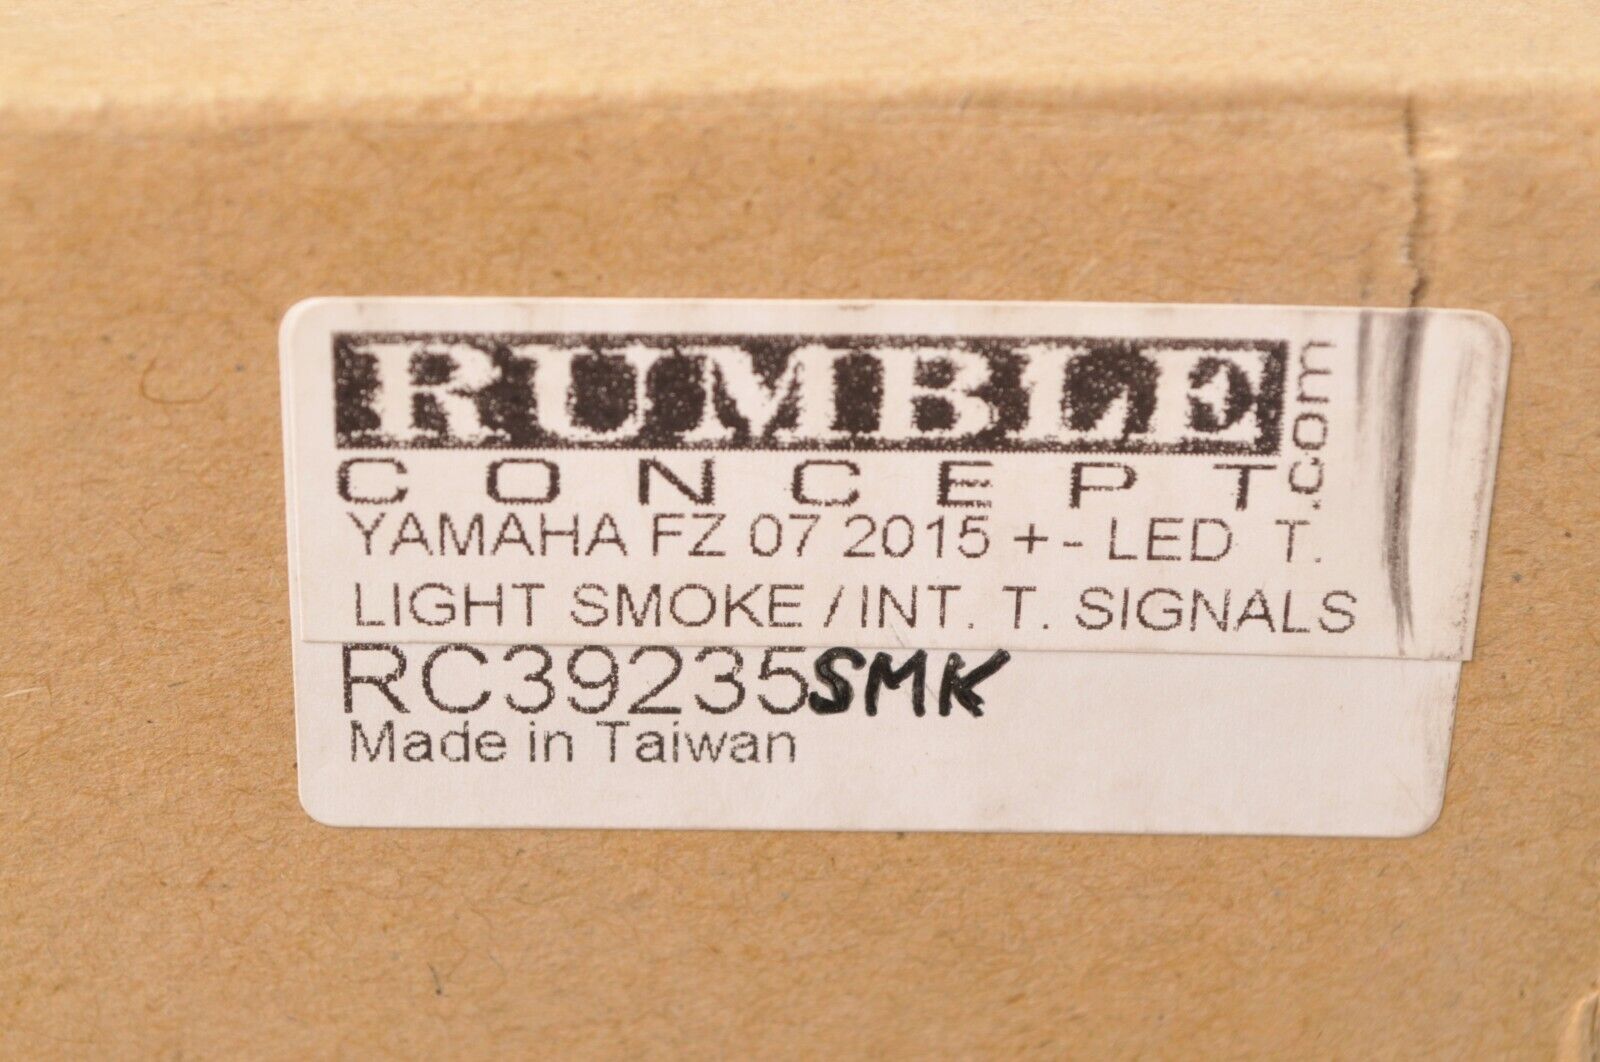 RUMBLE
.com
CONCEPT
YAMAHA FZ 07 2015 +- LED T.
LIGHT SMOKE / INT. T. SIGNALS
RC39235SMK
Made in Taiwan